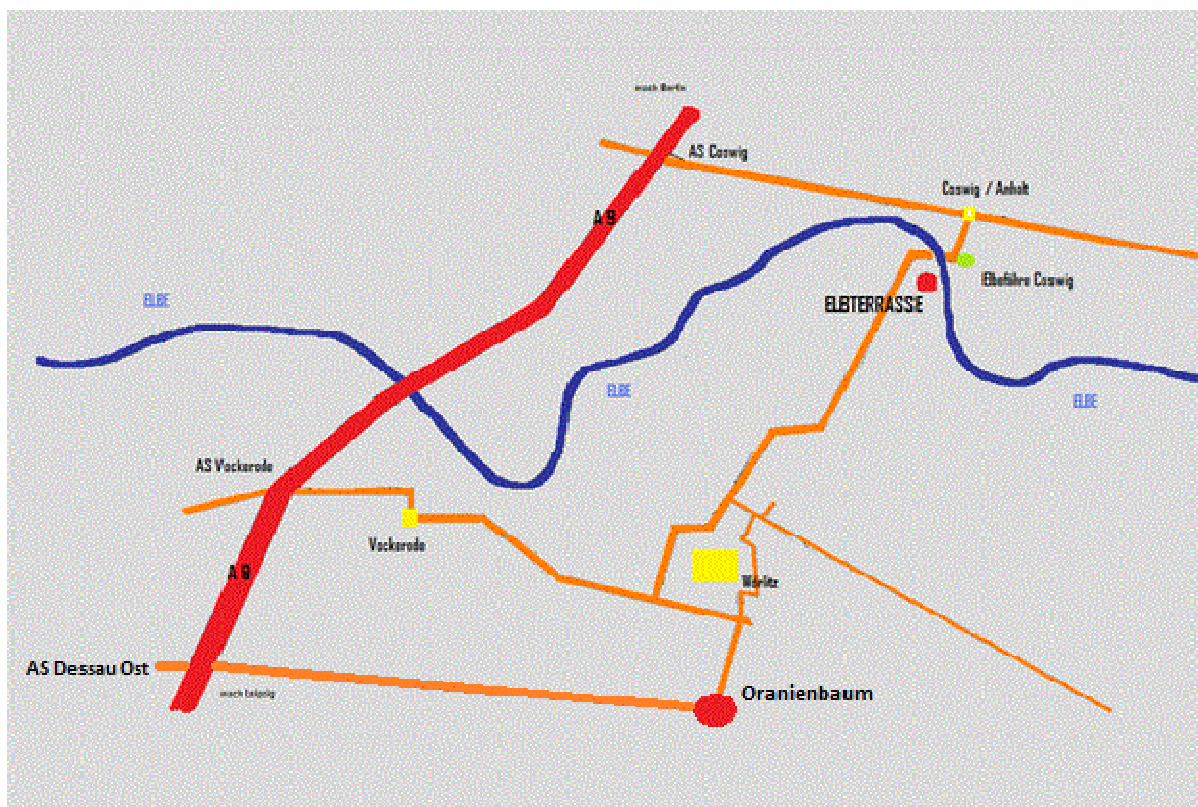 nach Berlin
AS Coswig
Coswig / Anhalt
A 9
Elbefähre Coswig
ELBE
ELBTERRASSE
ELBE
ELBE
AS Vockerode
Vockerode
A 9
Wörlitz
AS Dessau Ost
nach Leipzig
Oranienbaum